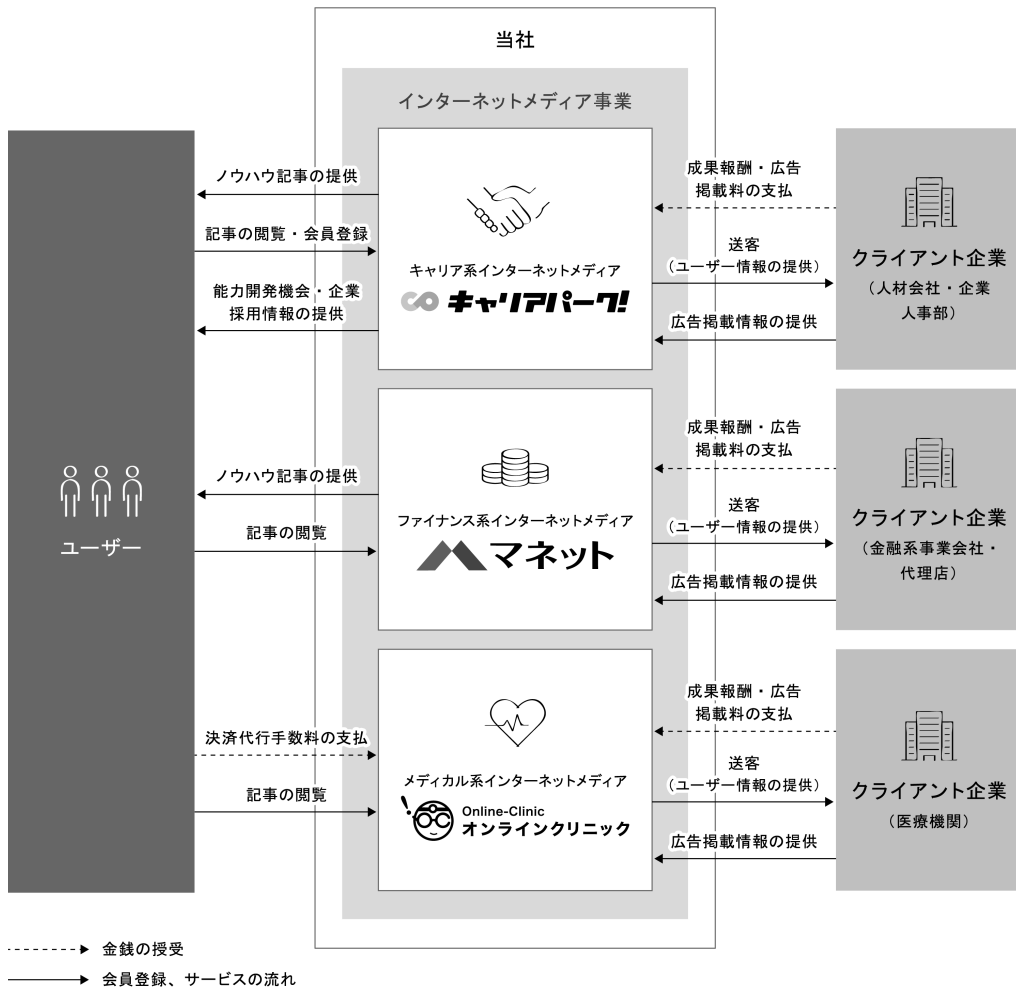 当社
インターネットメディア事業
ノウハウ記事の提供
記事の閲覧・会員登録
能力開発機会・企業
採用情報の提供
キャリア系インターネットメディア
キャリアパーク!
成果報酬・広告
掲載料の支払
送客
(ユーザー情報の提供)
広告掲載情報の提供
クライアント企業
(人材会社・企業
人事部)
ユーザー
ノウハウ記事の提供
記事の閲覧
ファイナンス系インターネットメディア
マネット
成果報酬・広告
掲載料の支払
送客
(ユーザー情報の提供)
広告掲載情報の提供
クライアント企業
(金融系事業会社・
代理店)
決済代行手数料の支払
記事の閲覧
メディカル系インターネットメディア
Online-Clinic
オンラインクリニック
成果報酬・広告
掲載料の支払
送客
(ユーザー情報の提供)
広告掲載情報の提供
クライアント企業
(医療機関)
金銭の授受
会員登録、サービスの流れ